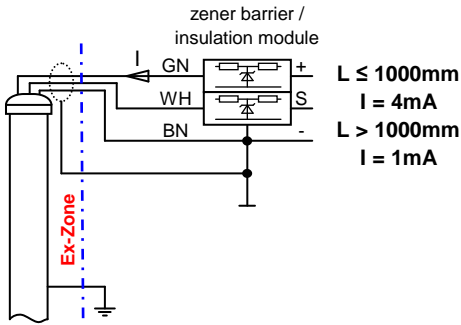 zener barrier /
insulation module
I
GN
+
WH
S
BN
-
L ≤ 1000mm
I = 4mA
L > 1000mm
I = 1mA
Ex-Zone